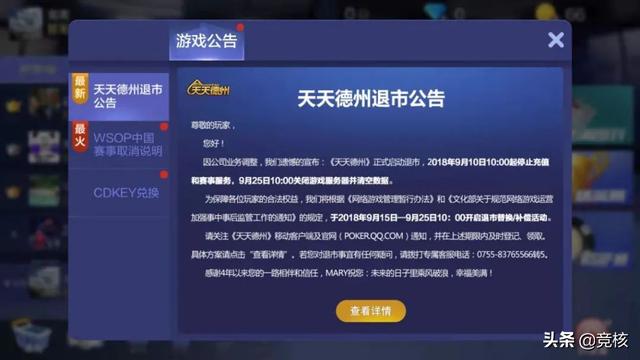 游戏公告
最新
天天德州退市
公告
最火
WSOP中国
赛事取消说明
CDKEY兑换
天天德州
天天德州退市公告
尊敬的玩家，
您好！
因公司业务调整，我们遗憾的宣布：《天天德州》正式启动退市，2018年9月10日10:00起停止充值
和赛事服务，9月25日10:00关闭游戏服务器并清空数据。
为保障各位玩家的合法权益，我们将根据《网络游戏管理暂行办法》和《文化部关于规范网络游戏运营
加强事中事后监管工作的通知》的规定，于2018年9月15日—9月25日10：00开启退市替换/补偿活动。
请关注《天天德州》移动客户端及官网（POKER.QQ.COM）通知，并在上述期限内及时登记、领取。
具体方案请点击“查看详情”。若您对退市事宜有任何疑问，请拨打专属客服电话：0755-83765566转5。
感谢4年以来您的一路相伴和信任，MARY祝您：未来的日子里乘风破浪，幸福美满！
查看详情
头条 @竞核